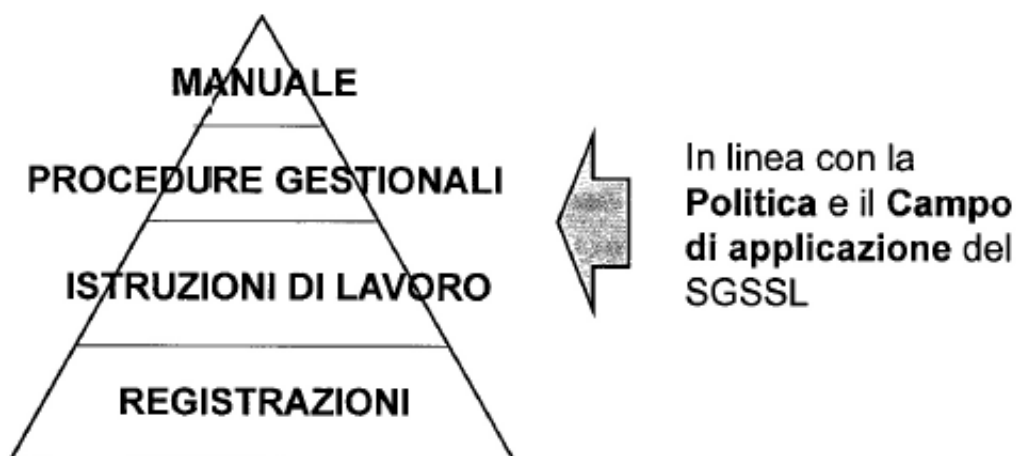 MANUALE
PROCEDURE GESTIONALI
ISTRUZIONI DI LAVORO
REGISTRAZIONI
In linea con la
Politica e il Campo
di applicazione del
SGSSL